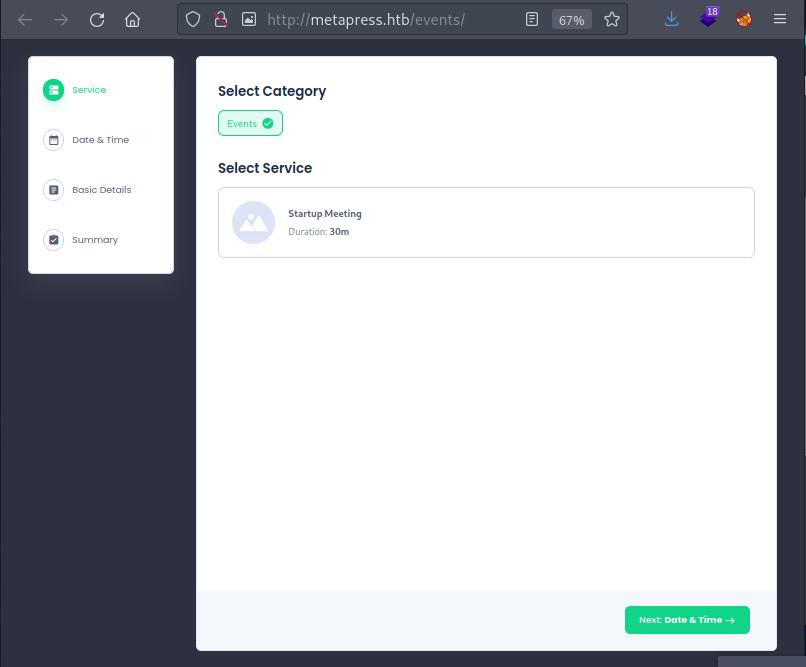 http://metapress.htb/events/
67%
18
Service
Date & Time
Basic Details
Summary
Select Category
Events
Select Service
Startup Meeting
Duration: 30m
Next: Date & Time →